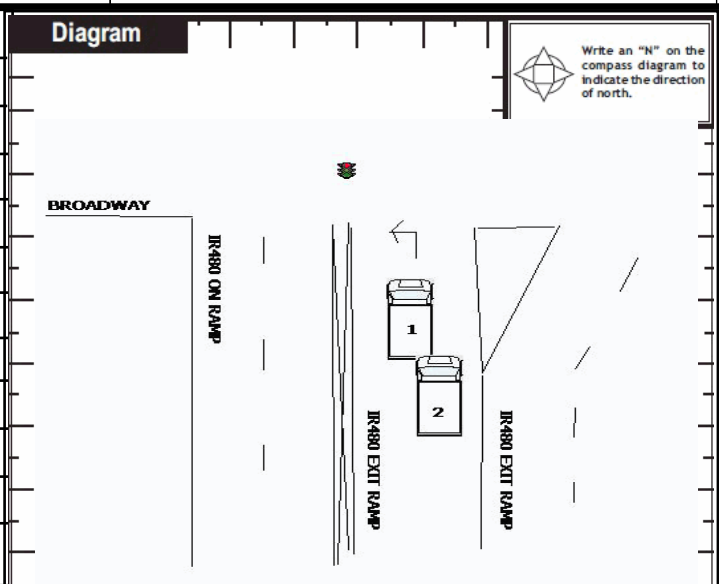 Diagram
Write an “N” on the
compass diagram to
indicate the direction
of north.
BROADWAY
IR480 ON RAMP
1
2
IR480 EXIT RAMP
IR480 EXIT RAMP